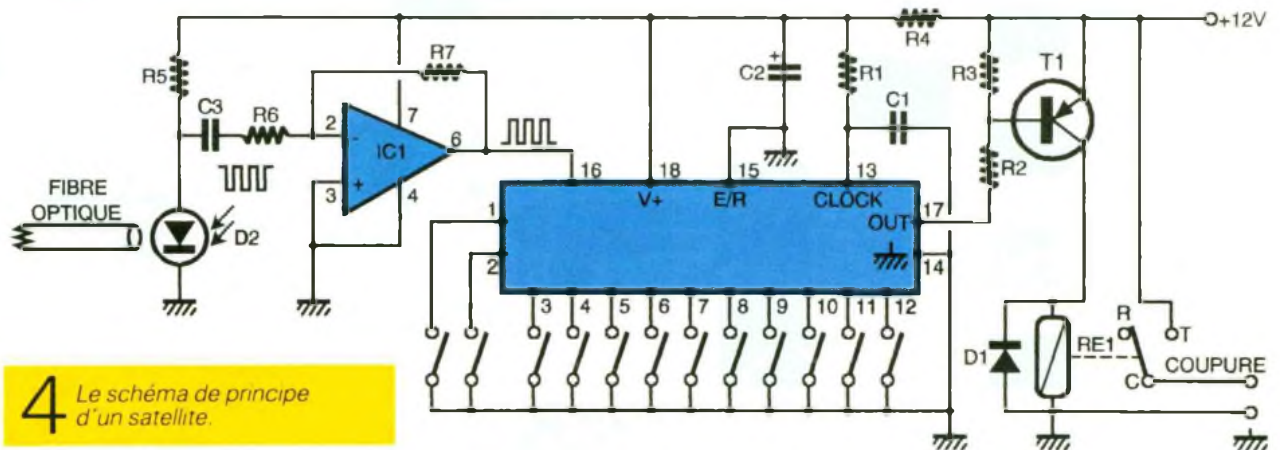 +12V
R4
R5
R7
C2
R1
R3
T1
C3
R6
C1
2
7
6
IC1
3
4
R2
FIBRE
OPTIQUE
D2
16
18
15
13
V+
E/R
CLOCK
OUT
17
14
1
2
3
4
5
6
7
8
9
10
11
12
R
T
D1
RE1
C
COUPURE
4 Le schéma de principe
d'un satellite.